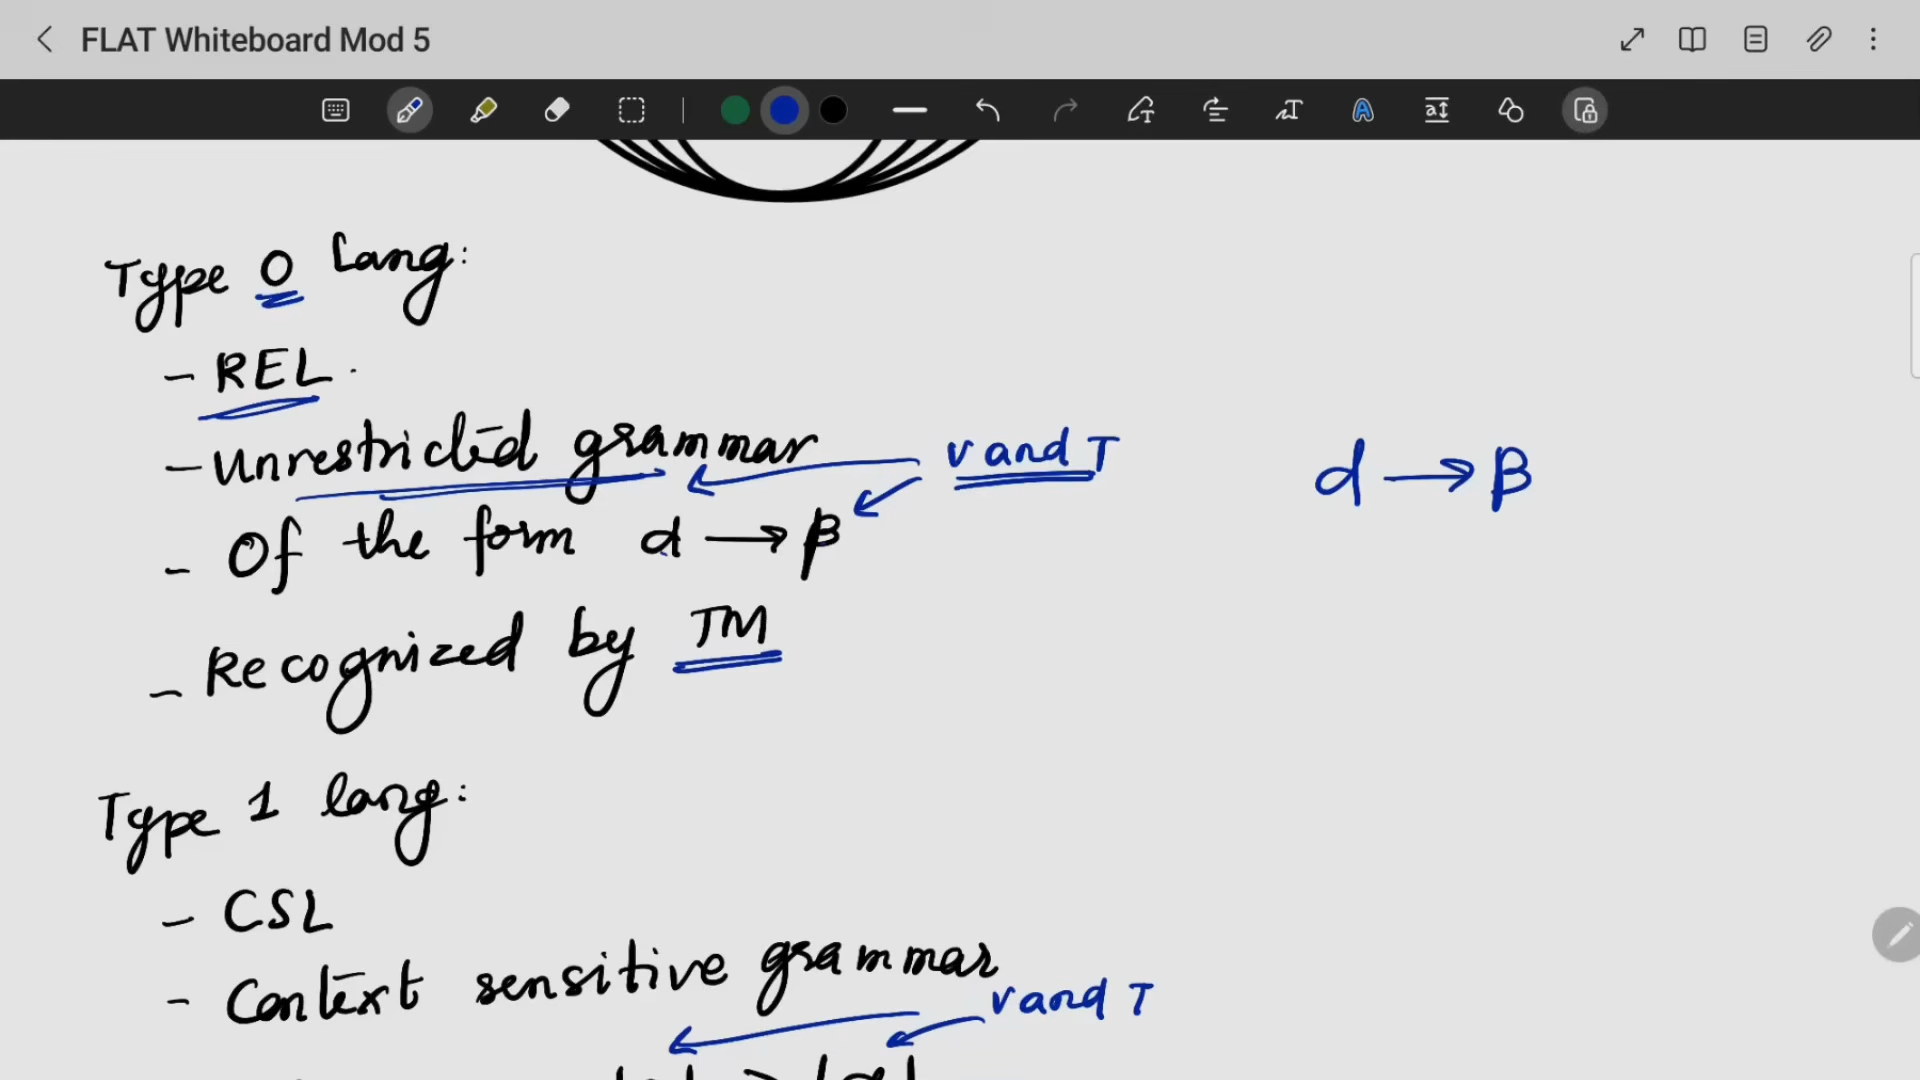 FLAT Whiteboard Mod 5
Type 0 lang:
- REL.
- Unrestricted grammar V and T
α → β
- Of the form α → β
- Recognized by TM
Type 1 lang:
- CSL
- Context sensitive grammar
V and T